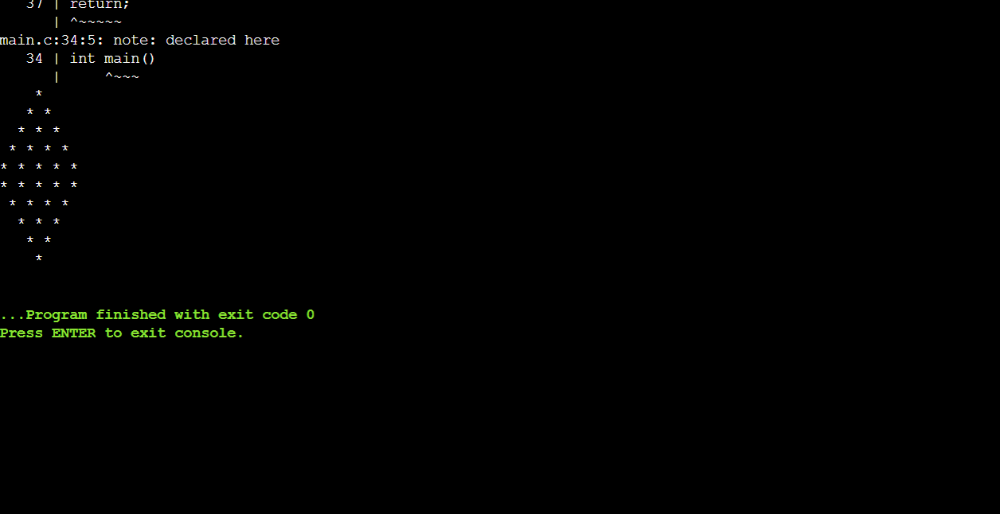 37 | return;
      | ^~~~~~
main.c:34:5: note: declared here
   34 | int main()
      |     ^~~~
    *
   * *
  * * *
 * * * *
* * * * *
* * * * *
 * * * *
  * * *
   * *
    *
...Program finished with exit code 0
Press ENTER to exit console.